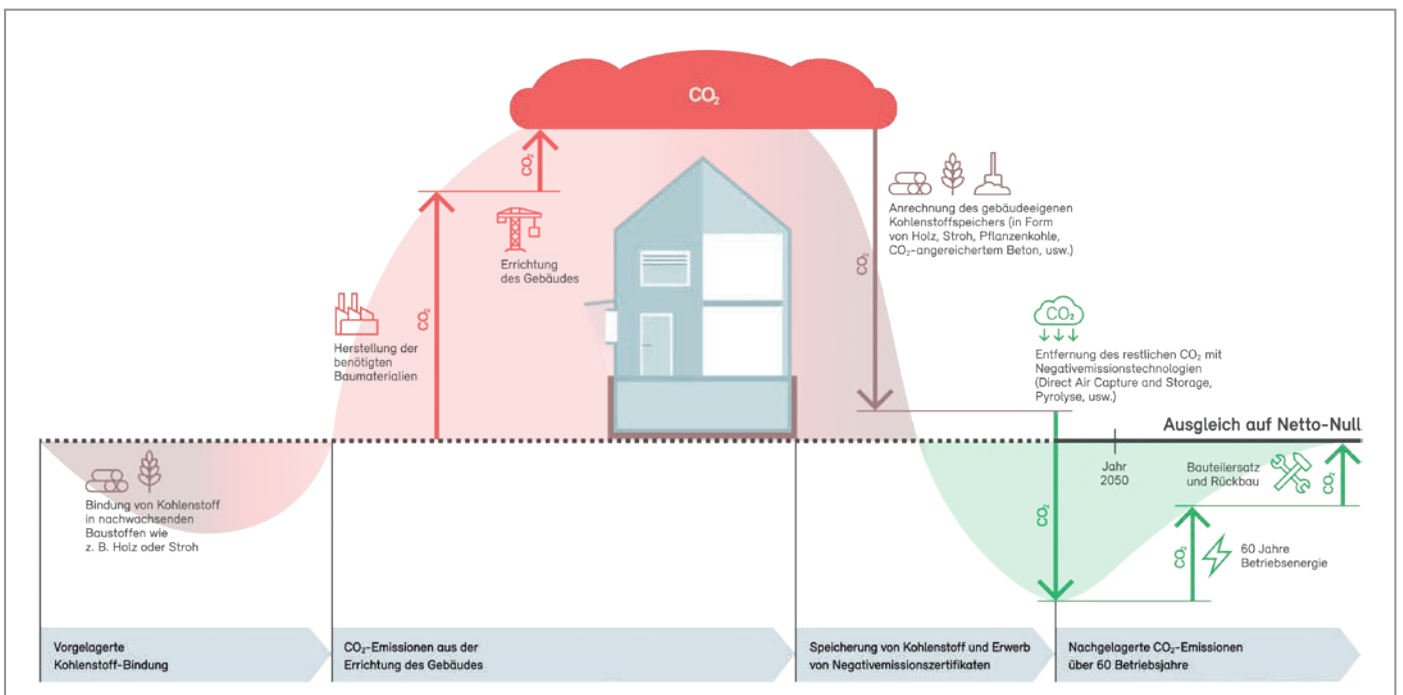 CO₂
CO₂
CO₂
Errichtung
des Gebäudes
CO₂
Herstellung der
benötigten
Baumaterialien
Anrechnung des gebäudeeigenen
Kohlenstoffspeichers (in Form
von Holz, Stroh, Pflanzenkohle,
CO₂-angereichertem Beton, usw.)
CO₂
Entfernung des restlichen CO₂ mit
Negativemissionstechnologien
(Direct Air Capture and Storage,
Pyrolyse, usw.)
Ausgleich auf Netto-Null
Bindung von Kohlenstoff
in nachwachsenden
Baustoffen wie
z. B. Holz oder Stroh
CO₂
Jahr
2050
Bauteilersatz
und Rückbau
CO₂
CO₂
60 Jahre
Betriebsenergie
Vorgelagerte
Kohlenstoff-Bindung
CO₂-Emissionen aus der
Errichtung des Gebäudes
Speicherung von Kohlenstoff und Erwerb
von Negativemissionszertifikaten
Nachgelagerte CO₂-Emissionen
über 60 Betriebsjahre